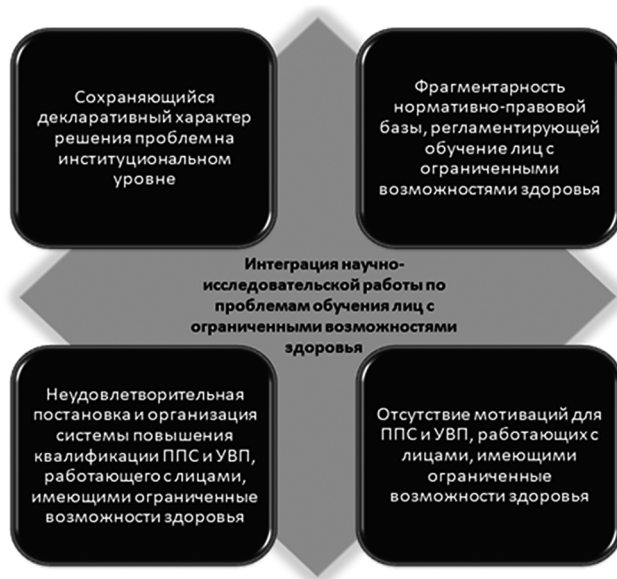 Сохраняющийся
декларативный характер
решения проблем на
институциональном
уровне
Фрагментарность
нормативно-правовой
базы, регламентирующей
обучение лиц с
ограниченными
возможностями здоровья
Интеграция научно-
исследовательской работы по
проблемам обучения лиц с
ограниченными возможностями
здоровья
Неудовлетворительная
постановка и организация
системы повышения
квалификации ППС и УВП,
работающего с лицами,
имеющими ограниченные
возможности здоровья
Отсутствие мотиваций для
ППС и УВП, работающих с
лицами, имеющими
ограниченные
возможности здоровья